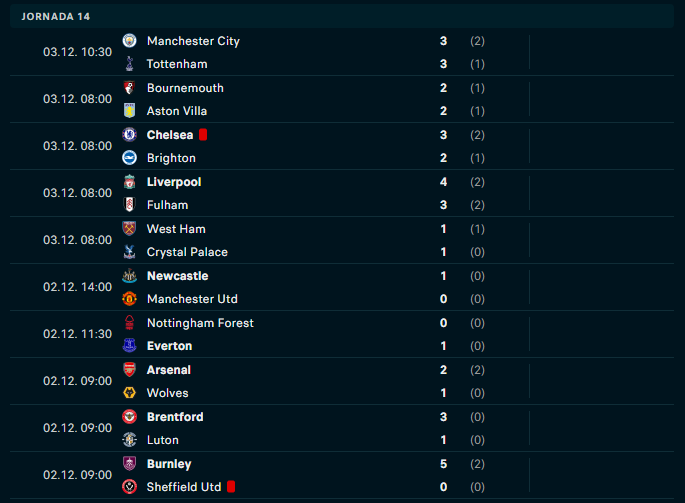 JORNADA 14
03.12. 10:30
Manchester City 3 (2)
Tottenham 3 (1)
03.12. 08:00
Bournemouth 2 (1)
Aston Villa 2 (1)
03.12. 08:00
Chelsea 3 (2)
Brighton 2 (1)
03.12. 08:00
Liverpool 4 (2)
Fulham 3 (2)
03.12. 08:00
West Ham 1 (1)
Crystal Palace 1 (0)
02.12. 14:00
Newcastle 1 (0)
Manchester Utd 0 (0)
02.12. 11:30
Nottingham Forest 0 (0)
Everton 1 (0)
02.12. 09:00
Arsenal 2 (2)
Wolves 1 (0)
02.12. 09:00
Brentford 3 (0)
Luton 1 (0)
02.12. 09:00
Burnley 5 (2)
Sheffield Utd 0 (0)